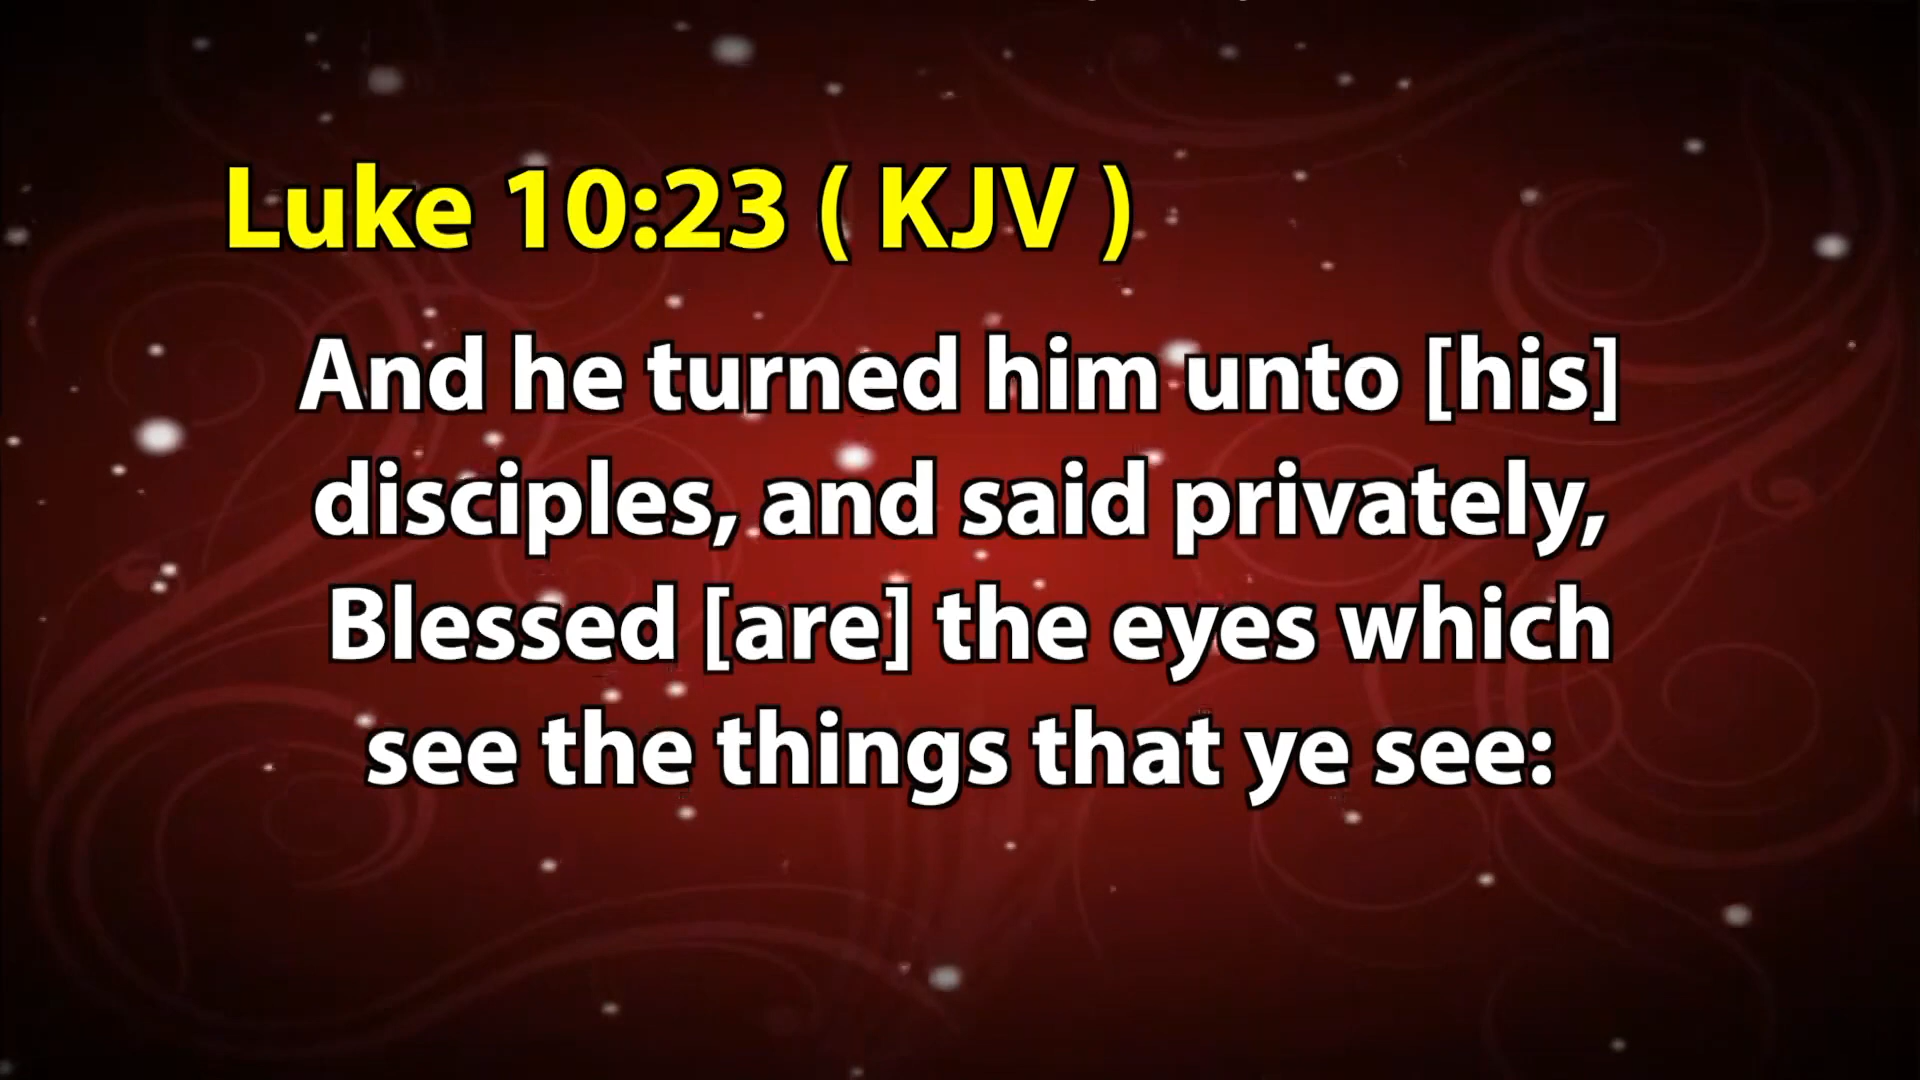 Luke 10:23 ( KJV )
And he turned him unto [his]
disciples, and said privately,
Blessed [are] the eyes which
see the things that ye see: